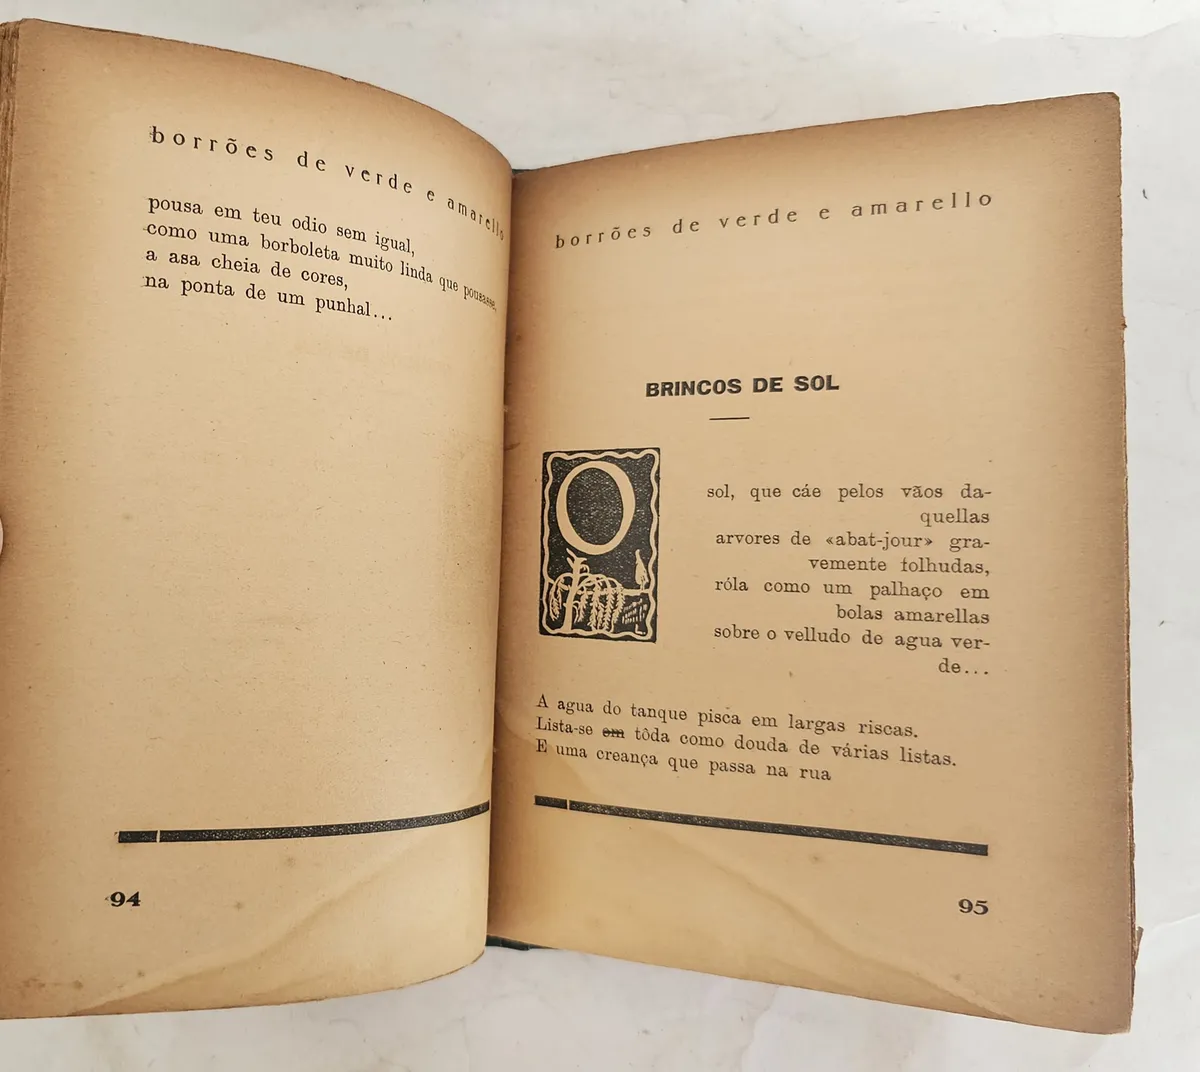 borrões de verde e amarello
pousa em teu odio sem igual,
como uma borboleta muito linda que pousasse,
a asa cheia de cores,
na ponta de um punhal...
94
borrões de verde e amarello
BRINCOS DE SOL
O sol, que cáe pelos vãos da-
quellas
arvores de «abat-jour» gra-
vemente folhudas,
róla como um palhaço em
bolas amarellas
sobre o velludo de agua ver-
de...
A agua do tanque pisca em largas riscas.
Lista-se em tôda como douda de várias listas.
E uma creança que passa na rua
95